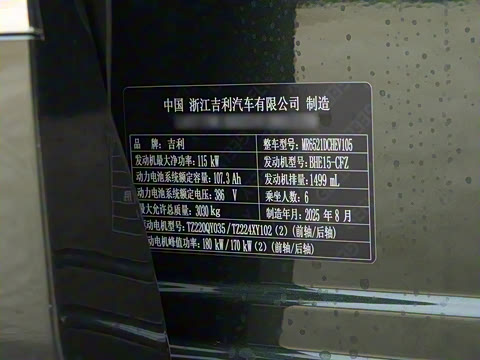 中国 浙江吉利汽车有限公司 制造
品 牌: 吉利 整车型号: MR6521DCHEV105
发动机最大净功率: 115 kW 发动机型号: BHE15-CFZ
动力电池系统额定容量: 107.3 Ah 发动机排量: 1499 mL
动力电池系统额定电压: 386 V 乘坐人数: 6
最大允许总质量: 3030 kg 制造年月: 2025 年 8 月
电机型号: TZ220QY035 / TZ224XY102 (2) (前轴/后轴)
动电机峰值功率: 180 kW / 170 kW (2) (前轴/后轴)